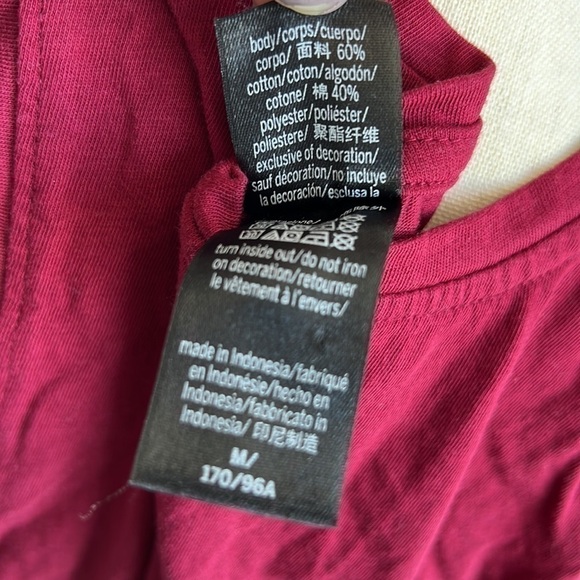 body/corps/cuerpo/
corpo/ 面料 60%
cotton/coton/algodón/
cotone/ 棉 40%
polyester/poliéster/
poliestere/ 聚酯纤维
exclusive of decoration/
sauf décoration/no incluye
la decoración/esclusa la
turn inside out/do not iron
on decoration/retourner
le vêtement à l'envers/
made in Indonesia/fabriqué
en Indonésie/hecho en
Indonesia/fabbricato in
Indonesia/ 印尼制造
M/
170/96A